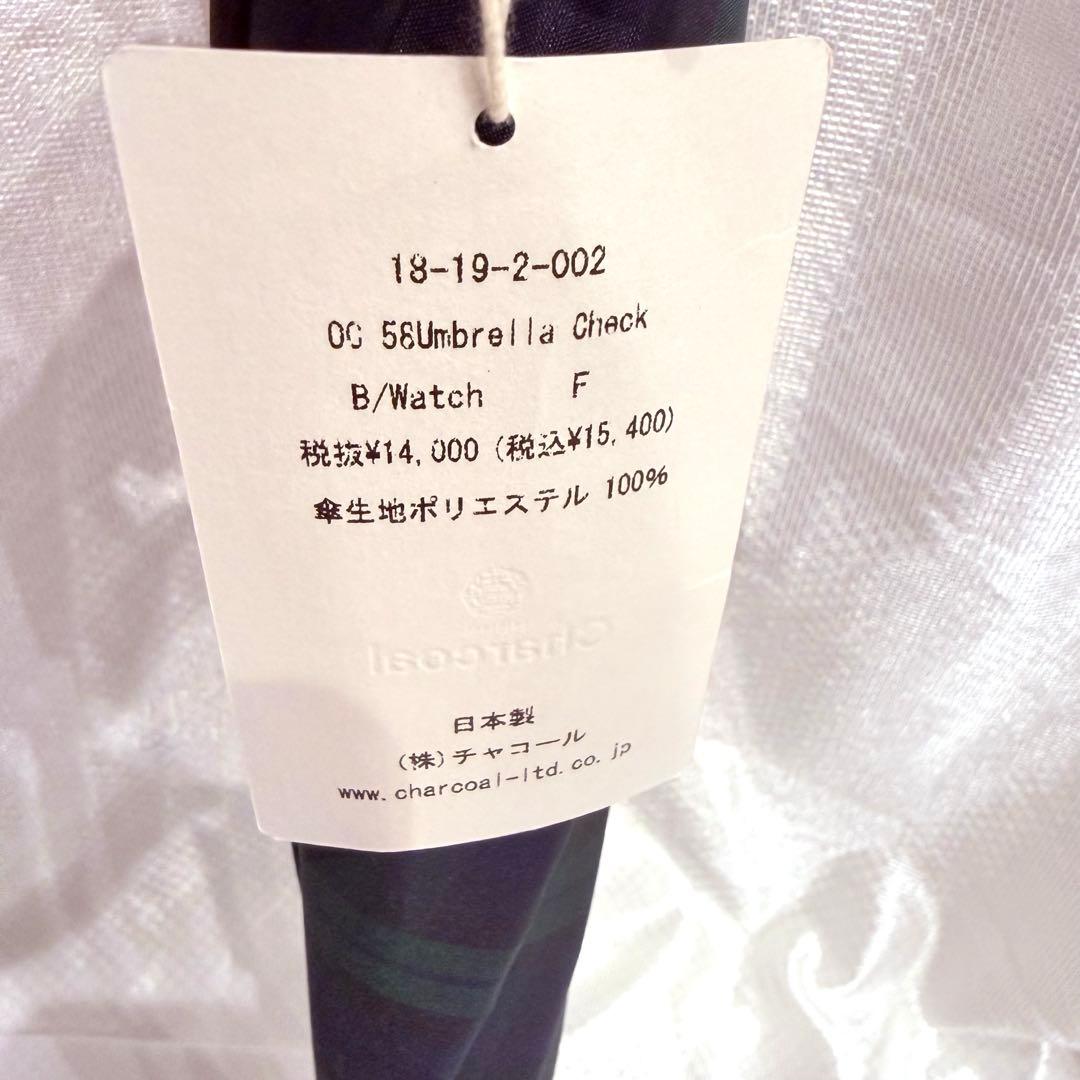 18-19-2-002
OC 58Umbrella Check
B/Watch F
税抜¥14,000 (税込¥15,400)
傘生地ポリエステル 100%
Charcoal
日本製
(株)チャコール
www.charcoal-ltd.co.jp